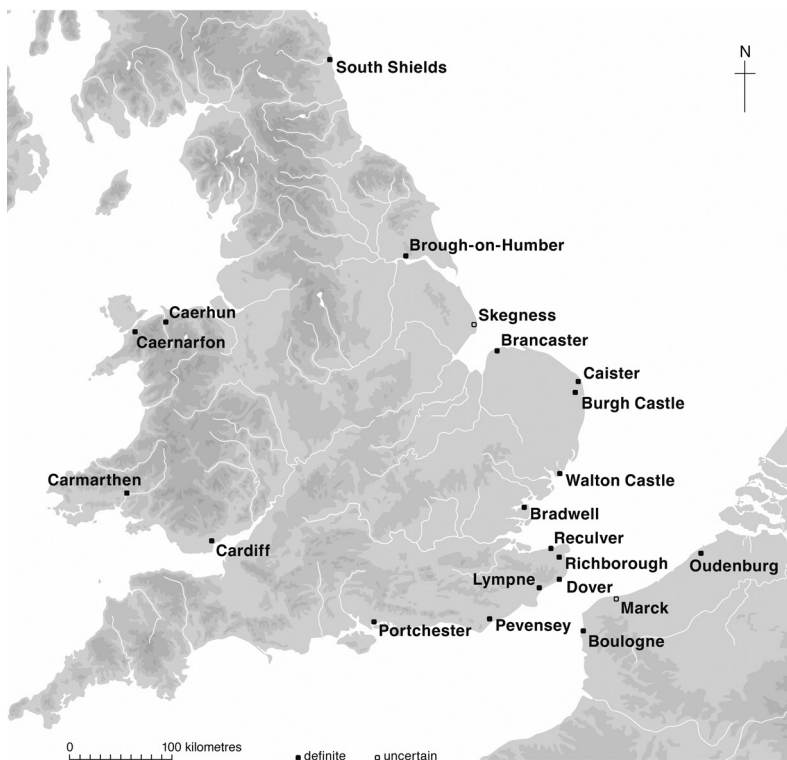 South Shields
N
Brough-on-Humber
Caerhun
Skegness
Caernarfon
Brancaster
Caister
Burgh Castle
Carmarthen
Walton Castle
Bradwell
Reculver
Cardiff
Richborough
Oudenburg
Lympne
Dover
Marck
Portchester
Pevensey
Boulogne
0 100 kilometres
definite uncertain